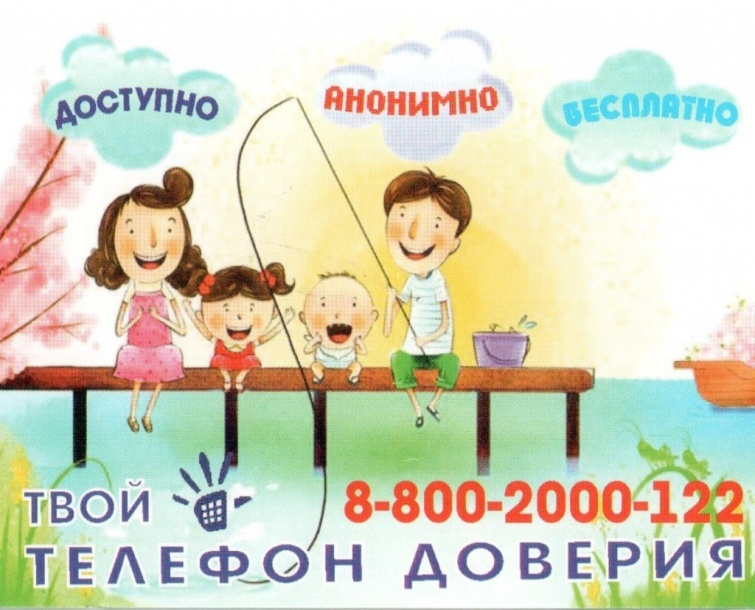 ДОСТУПНО
АНОНИМНО
БЕСПЛАТНО
ТВОЙ
8-800-2000-122
ТЕЛЕФОН ДОВЕРИЯ